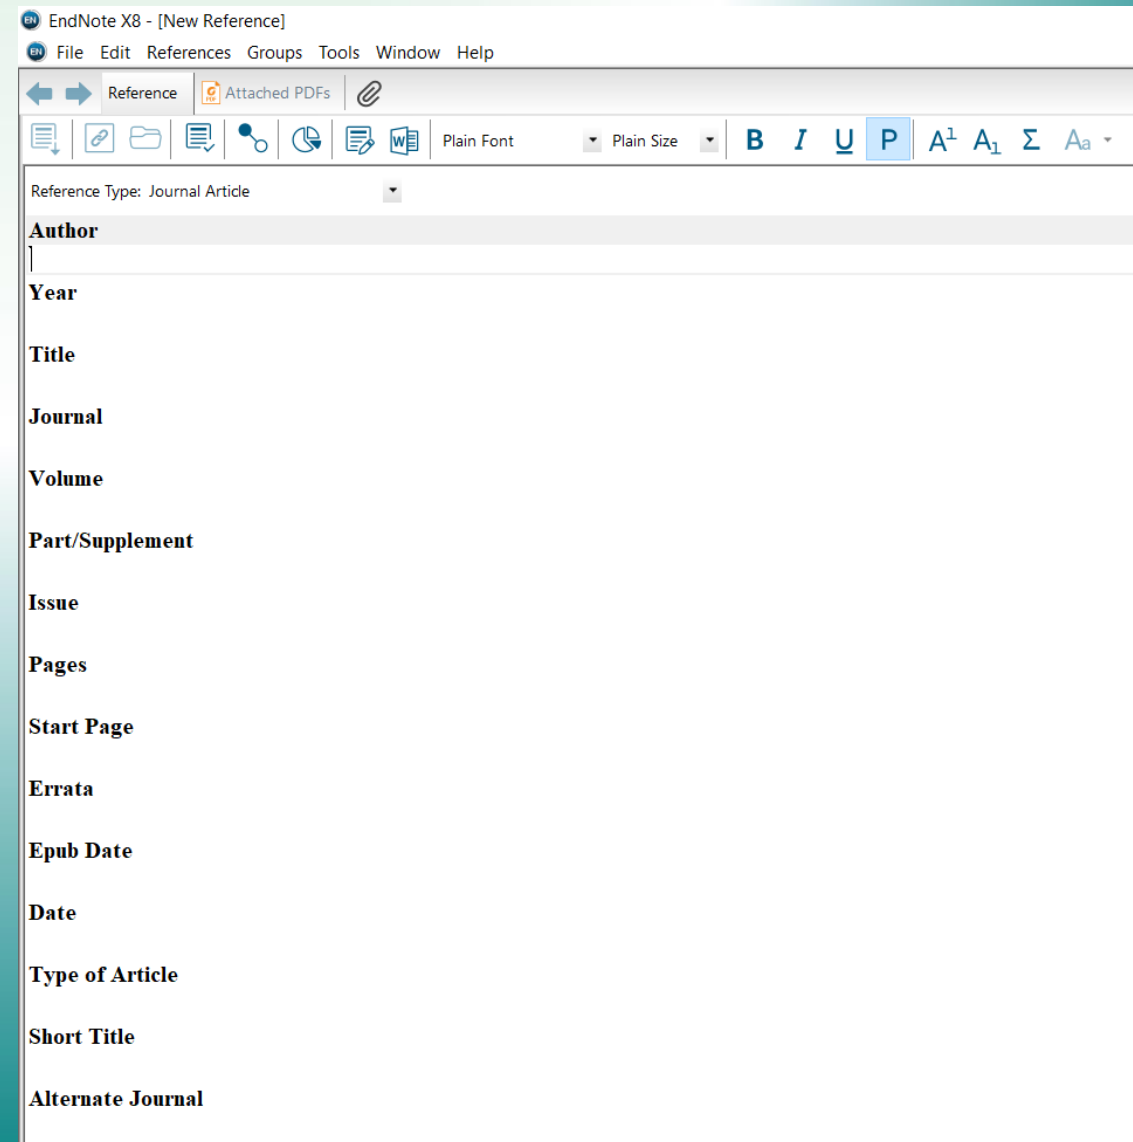 EndNote X8 - [New Reference]
File Edit References Groups Tools Window Help
Reference Attached PDFs
Plain Font Plain Size B I U P A1 A1 Σ Aa
Reference Type: Journal Article
Author
Year
Title
Journal
Volume
Part/Supplement
Issue
Pages
Start Page
Errata
Epub Date
Date
Type of Article
Short Title
Alternate Journal